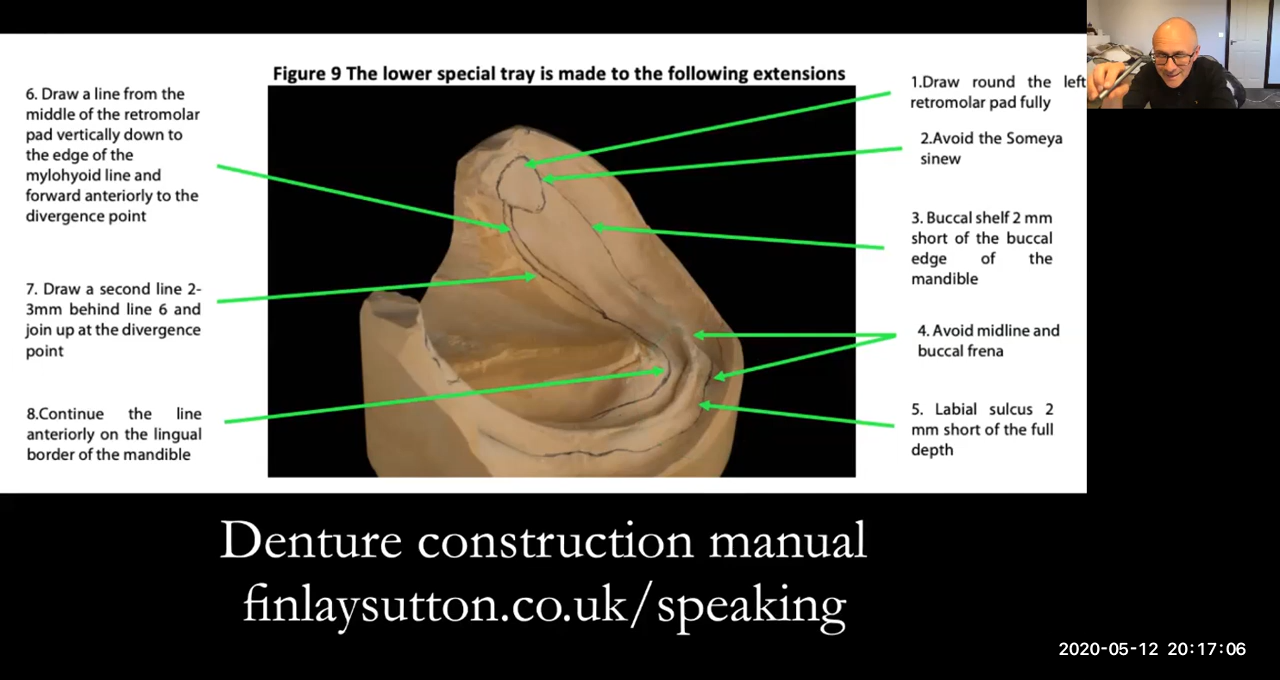 Figure 9 The lower special tray is made to the following extensions
6. Draw a line from the
middle of the retromolar
pad vertically down to
the edge of the
mylohyoid line and
forward anteriorly to the
divergence point
7. Draw a second line 2-
3mm behind line 6 and
join up at the divergence
point
8.Continue the line
anteriorly on the lingual
border of the mandible
1.Draw round the left
retromolar pad fully
2.Avoid the Someya
sinew
3. Buccal shelf 2 mm
short of the buccal
edge of the
mandible
4. Avoid midline and
buccal frena
5. Labial sulcus 2
mm short of the full
depth
Denture construction manual
finlaysutton.co.uk/speaking
2020-05-12 20:17:06